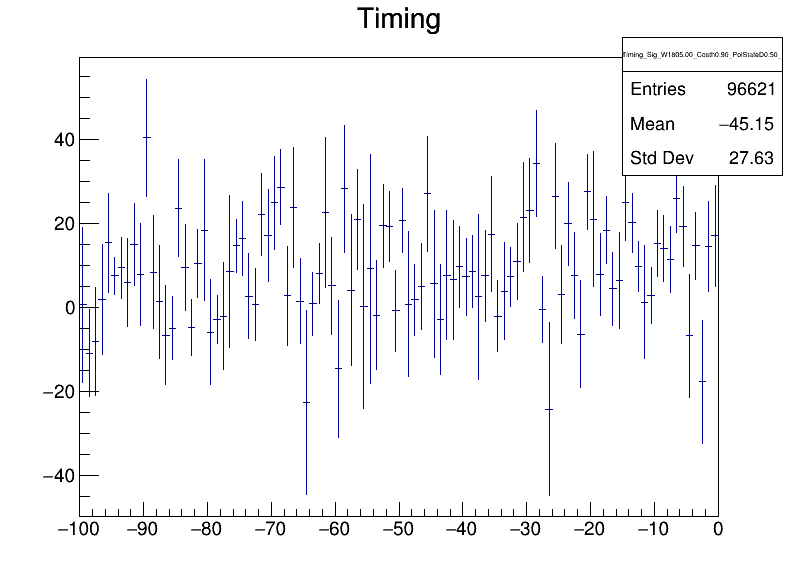 Timing
Timing_Sig_W1805.00_Costh0.90_PolStateD0.50_
Entries 96621
Mean −45.15
Std Dev 27.63
40
20
0
−20
−40
−100 −90 −80 −70 −60 −50 −40 −30 −20 −10 0